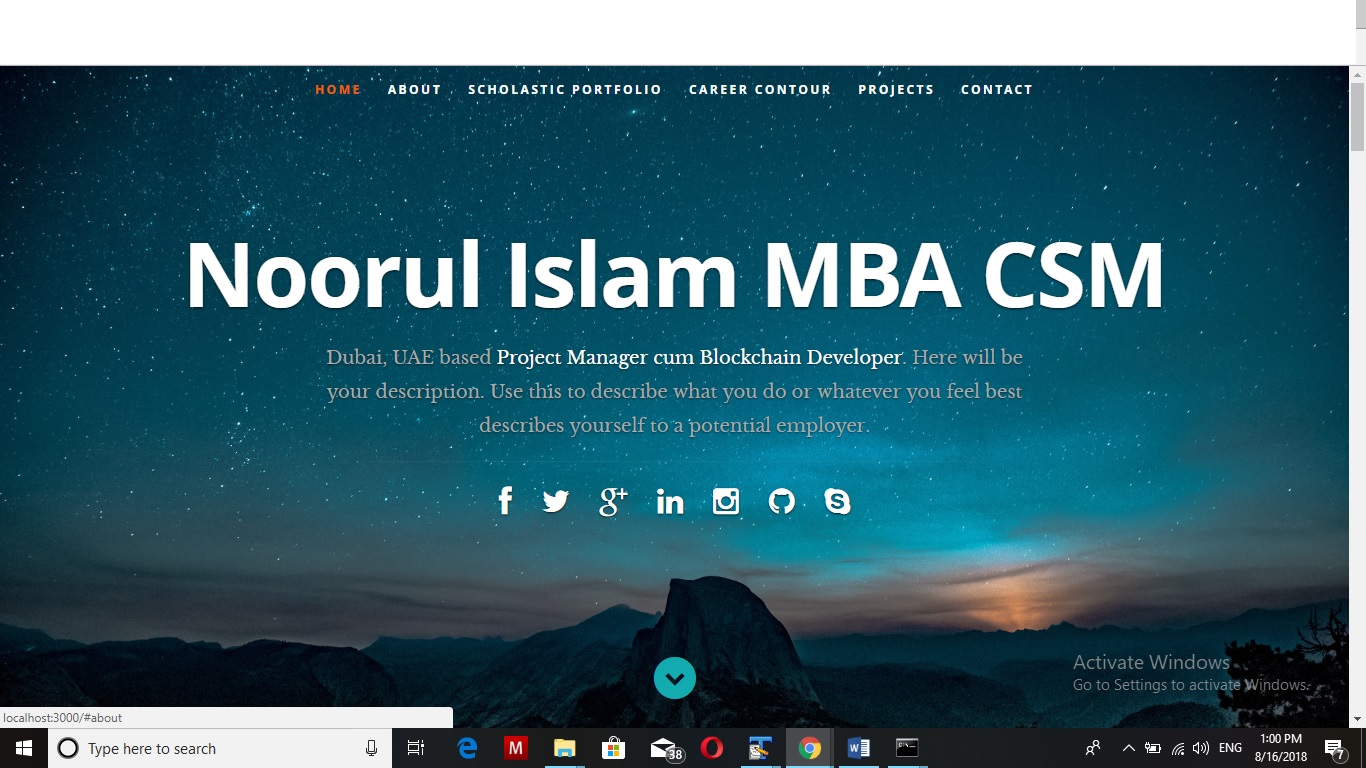 HOME ABOUT SCHOLASTIC PORTFOLIO CAREER CONTOUR PROJECTS CONTACT
Noorul Islam MBA CSM
Dubai, UAE based Project Manager cum Blockchain Developer. Here will be
your description. Use this to describe what you do or whatever you feel best
describes yourself to a potential employer.
Activate Windows
Go to Settings to activate Windows.
localhost:3000/#about
Type here to search
M
38
ENG
1:00 PM
8/16/2018
7